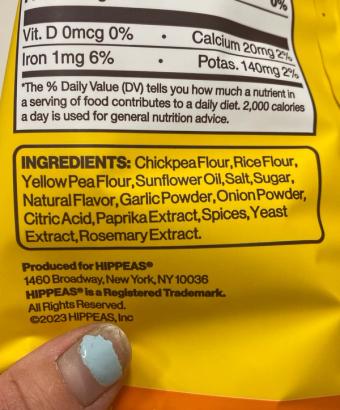 0%
Vit. D 0mcg 0% • Calcium 20mg 2%
Iron 1mg 6% • Potas. 140mg 2%
*The % Daily Value (DV) tells you how much a nutrient in
a serving of food contributes to a daily diet. 2,000 calories
a day is used for general nutrition advice.
INGREDIENTS: Chickpea Flour, Rice Flour,
Yellow Pea Flour, Sunflower Oil, Salt, Sugar,
Natural Flavor, Garlic Powder, Onion Powder,
Citric Acid, Paprika Extract, Spices, Yeast
Extract, Rosemary Extract.
Produced for HIPPEAS®
1460 Broadway, New York, NY 10036
HIPPEAS® is a Registered Trademark.
All Rights Reserved.
©2023 HIPPEAS, Inc